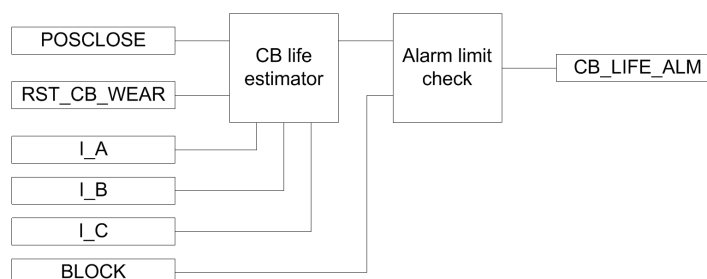 POSCLOSE
RST_CB_WEAR
I_A
I_B
I_C
BLOCK
CB life
estimator
Alarm limit
check
CB_LIFE_ALM